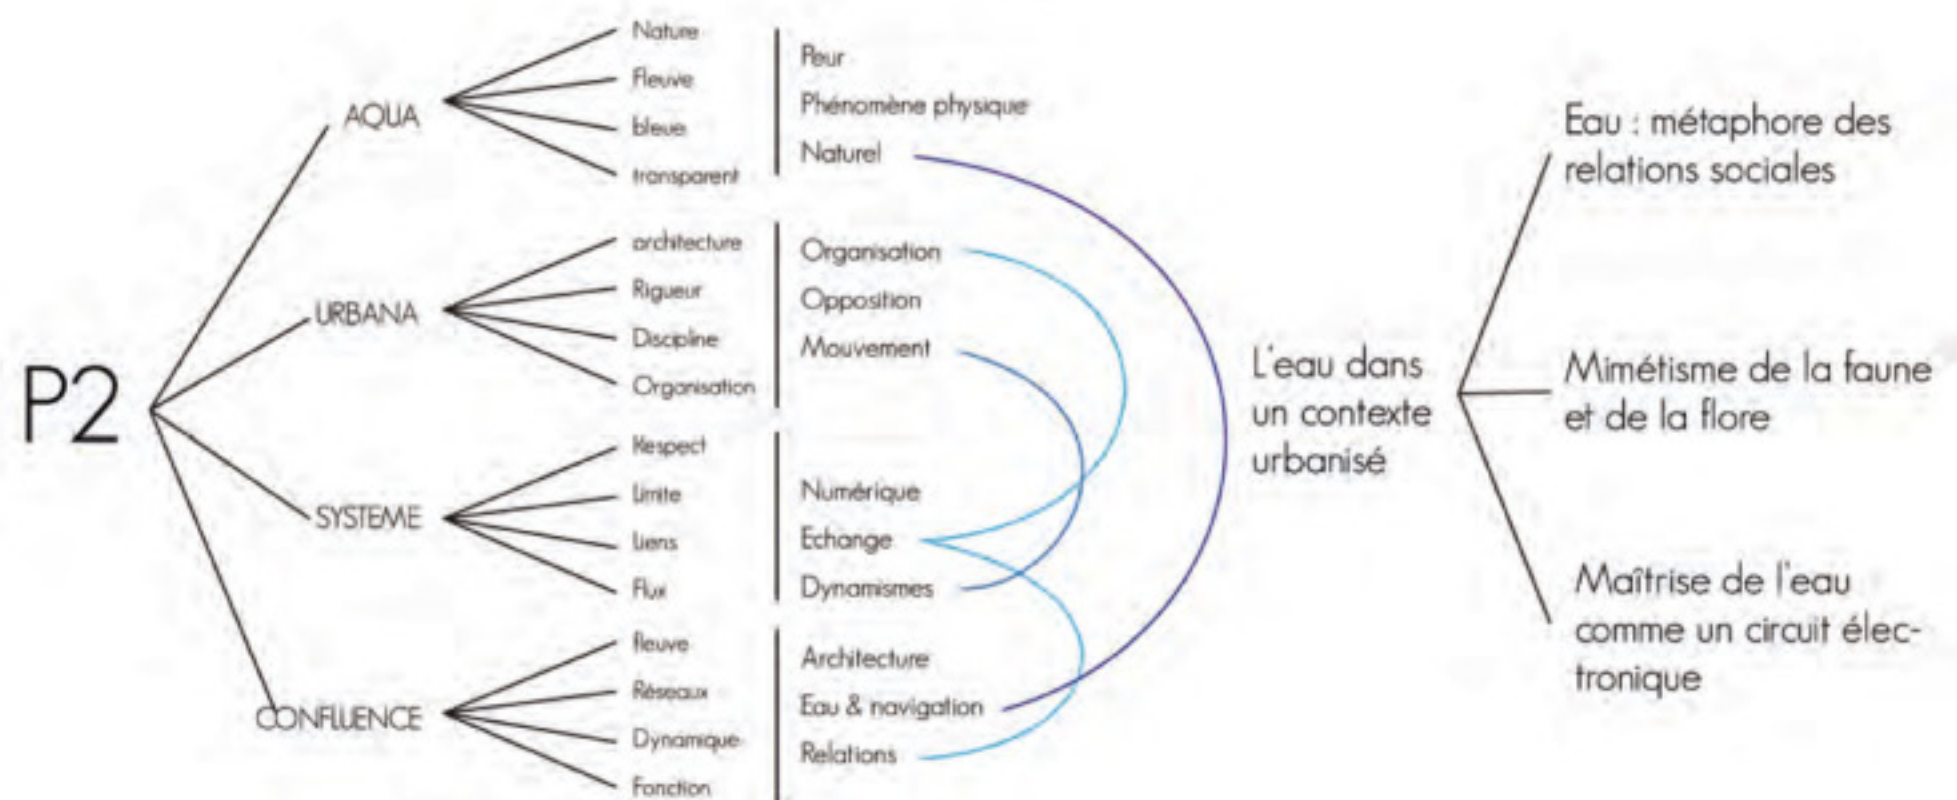 P2
AQUA
Nature
Fleuve
bleue
transparent
Peur
Phénomène physique
Naturel
URBANA
architecture
Rigueur
Discipline
Organisation
Organisation
Opposition
Mouvement
SYSTEME
Respect
Limite
Liens
Flux
Numérique
Echange
Dynamismes
CONFLUENCE
fleuve
Réseaux
Dynamique
Fonction
Architecture
Eau & navigation
Relations
L'eau dans
un contexte
urbanisé
Eau : métaphore des
relations sociales
Mimétisme de la faune
et de la flore
Maîtrise de l'eau
comme un circuit élec-
tronique